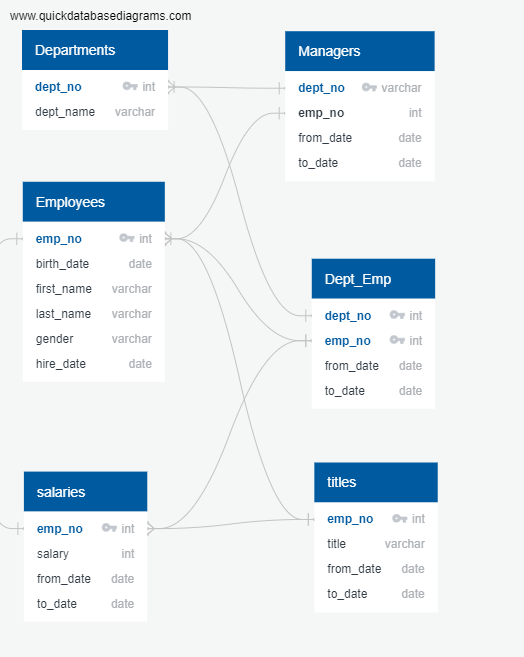 www.quickdatabasediagrams.com
Departments
dept_no int
dept_name varchar
Managers
dept_no varchar
emp_no int
from_date date
to_date date
Employees
emp_no int
birth_date date
first_name varchar
last_name varchar
gender varchar
hire_date date
Dept_Emp
dept_no int
emp_no int
from_date date
to_date date
salaries
emp_no int
salary int
from_date date
to_date date
titles
emp_no int
title varchar
from_date date
to_date date